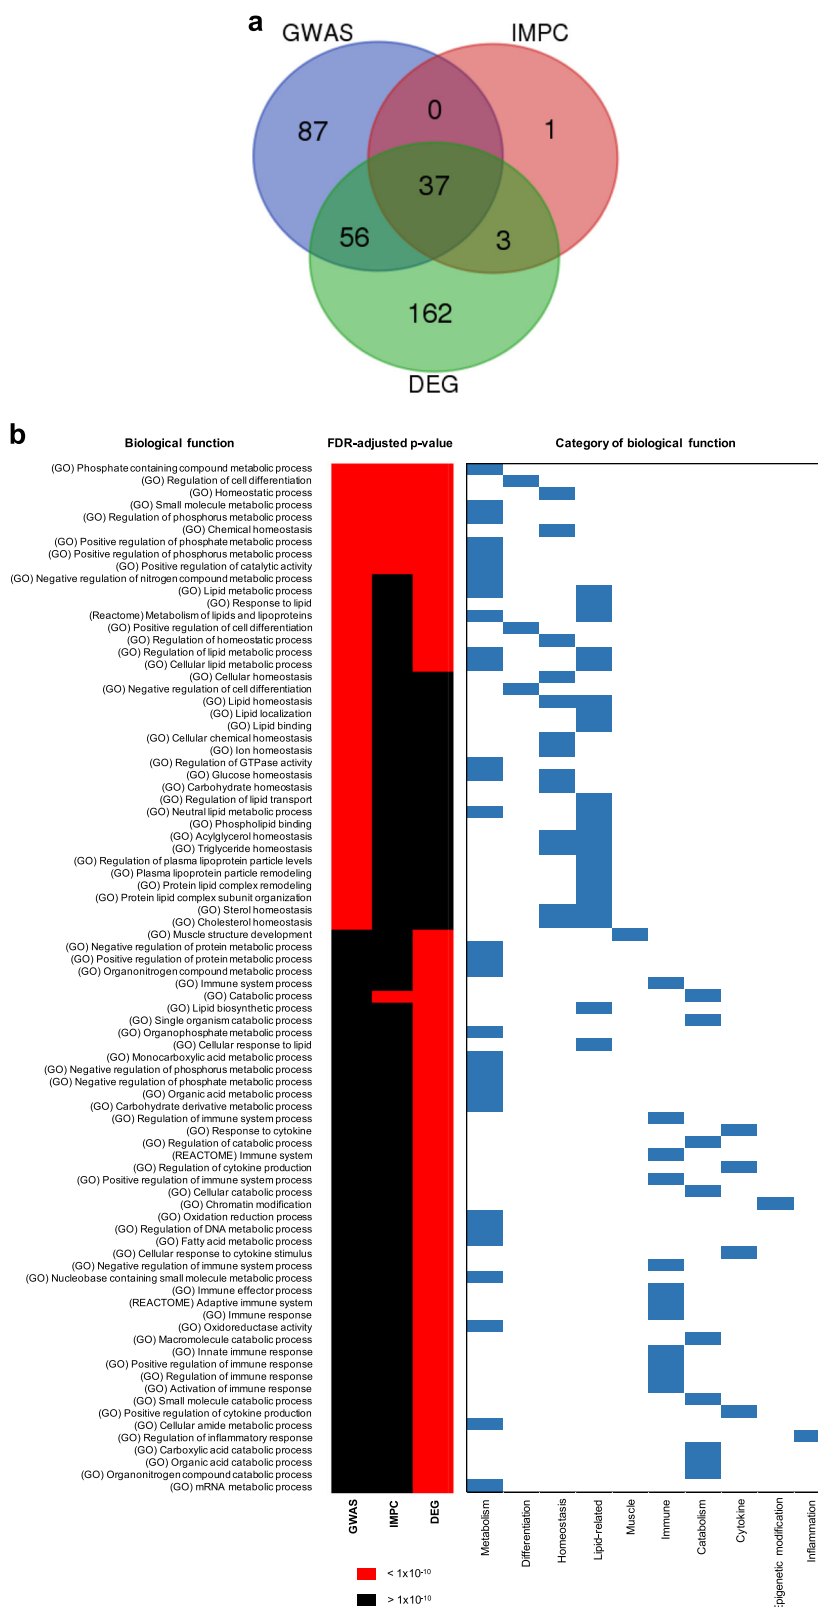 a
GWAS
IMPC
87
0
1
37
56
3
162
DEG
b
Biological function
FDR-adjusted p-value
Category of biological function
(GO) Phosphate containing compound metabolic process
(GO) Regulation of cell differentiation
(GO) Homeostatic process
(GO) Small molecule metabolic process
(GO) Regulation of phosphorus metabolic process
(GO) Chemical homeostasis
(GO) Positive regulation of phosphate metabolic process
(GO) Positive regulation of phosphorus metabolic process
(GO) Positive regulation of catalytic activity
(GO) Negative regulation of nitrogen compound metabolic process
(GO) Lipid metabolic process
(GO) Response to lipid
(Reactome) Metabolism of lipids and lipoproteins
(GO) Positive regulation of cell differentiation
(GO) Regulation of homeostatic process
(GO) Regulation of lipid metabolic process
(GO) Cellular lipid metabolic process
(GO) Cellular homeostasis
(GO) Negative regulation of cell differentiation
(GO) Lipid homeostasis
(GO) Lipid localization
(GO) Lipid binding
(GO) Cellular chemical homeostasis
(GO) Ion homeostasis
(GO) Regulation of GTPase activity
(GO) Glucose homeostasis
(GO) Carbohydrate homeostasis
(GO) Regulation of lipid transport
(GO) Neutral lipid metabolic process
(GO) Phospholipid binding
(GO) Acylglycerol homeostasis
(GO) Triglyceride homeostasis
(GO) Regulation of plasma lipoprotein particle levels
(GO) Plasma lipoprotein particle remodeling
(GO) Protein lipid complex remodeling
(GO) Protein lipid complex subunit organization
(GO) Sterol homeostasis
(GO) Cholesterol homeostasis
(GO) Muscle structure development
(GO) Negative regulation of protein metabolic process
(GO) Positive regulation of protein metabolic process
(GO) Organonitrogen compound metabolic process
(GO) Immune system process
(GO) Catabolic process
(GO) Lipid biosynthetic process
(GO) Single organism catabolic process
(GO) Organophosphate metabolic process
(GO) Cellular response to lipid
(GO) Monocarboxylic acid metabolic process
(GO) Negative regulation of phosphorus metabolic process
(GO) Negative regulation of phosphate metabolic process
(GO) Organic acid metabolic process
(GO) Carbohydrate derivative metabolic process
(GO) Regulation of immune system process
(GO) Response to cytokine
(GO) Regulation of catabolic process
(REACTOME) Immune system
(GO) Regulation of cytokine production
(GO) Positive regulation of immune system process
(GO) Cellular catabolic process
(GO) Chromatin modification
(GO) Oxidation reduction process
(GO) Regulation of DNA metabolic process
(GO) Fatty acid metabolic process
(GO) Cellular response to cytokine stimulus
(GO) Negative regulation of immune system process
(GO) Nucleobase containing small molecule metabolic process
(GO) Immune effector process
(REACTOME) Adaptive immune system
(GO) Immune response
(GO) Oxidoreductase activity
(GO) Macromolecule catabolic process
(GO) Innate immune response
(GO) Positive regulation of immune response
(GO) Regulation of immune response
(GO) Activation of immune response
(GO) Small molecule catabolic process
(GO) Positive regulation of cytokine production
(GO) Cellular amide metabolic process
(GO) Regulation of inflammatory response
(GO) Carboxylic acid catabolic process
(GO) Organic acid catabolic process
(GO) Organonitrogen compound catabolic process
(GO) mRNA metabolic process
GWAS
IMPC
DEG
Metabolism
Differentiation
Homeostasis
Lipid-related
Muscle
Immune
Catabolism
Cytokine
Epigenetic modification
Inflammation
< 1x10⁻¹⁰
> 1x10⁻¹⁰